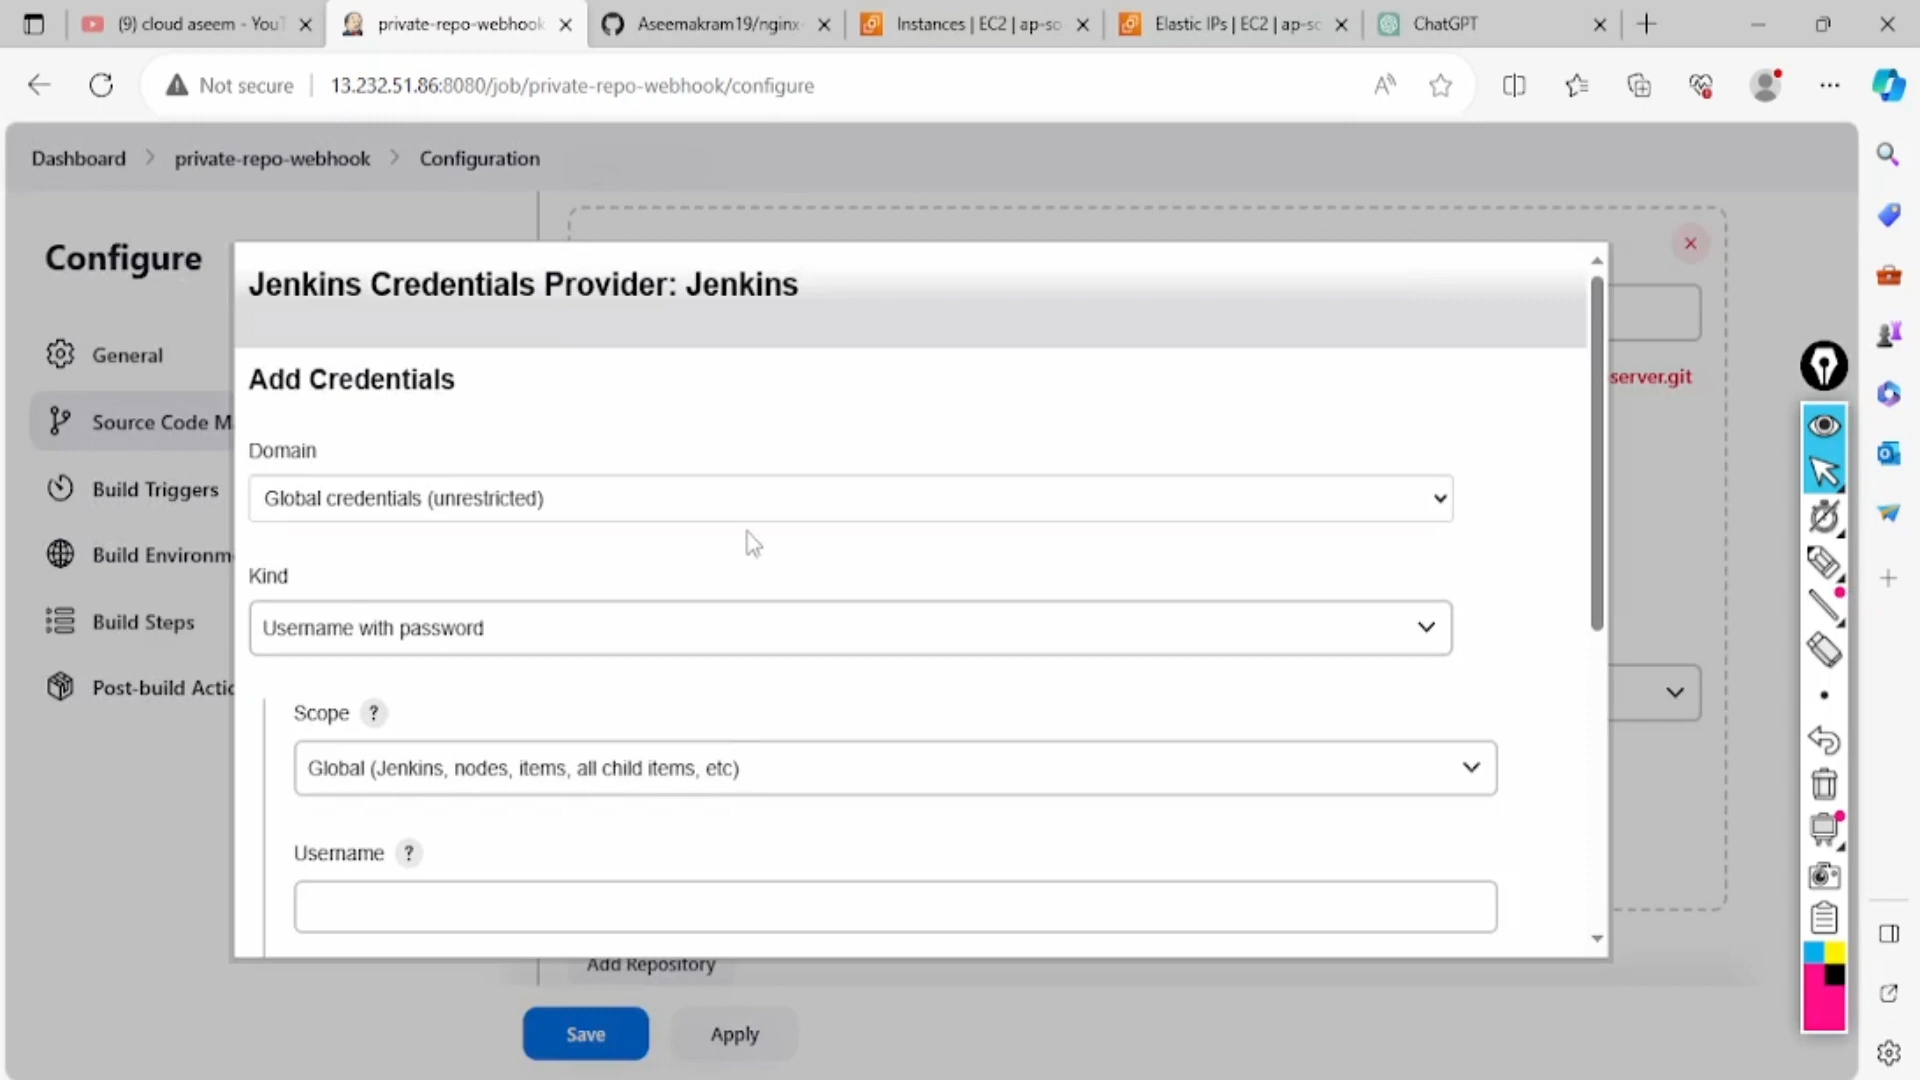 (9) cloud aseem - YouT
private-repo-webhook
Aseemakram19/nginx-
Instances | EC2 | ap-so
Elastic IPs | EC2 | ap-so
ChatGPT
Not secure
13.232.51.86:8080/job/private-repo-webhook/configure
Dashboard
private-repo-webhook
Configuration
Configure
General
Source Code M
Build Triggers
Build Environm
Build Steps
Post-build Actic
Jenkins Credentials Provider: Jenkins
Add Credentials
Domain
Global credentials (unrestricted)
Kind
Username with password
Scope ?
Global (Jenkins, nodes, items, all child items, etc)
Username ?
server.git
Add Repository
Save
Apply